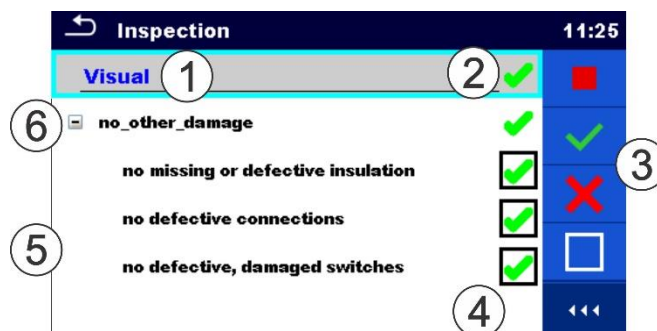 Inspection 11:25
Visual 1 2
3
6 no_other_damage
no missing or defective insulation
no defective connections
5 no defective, damaged switches
4